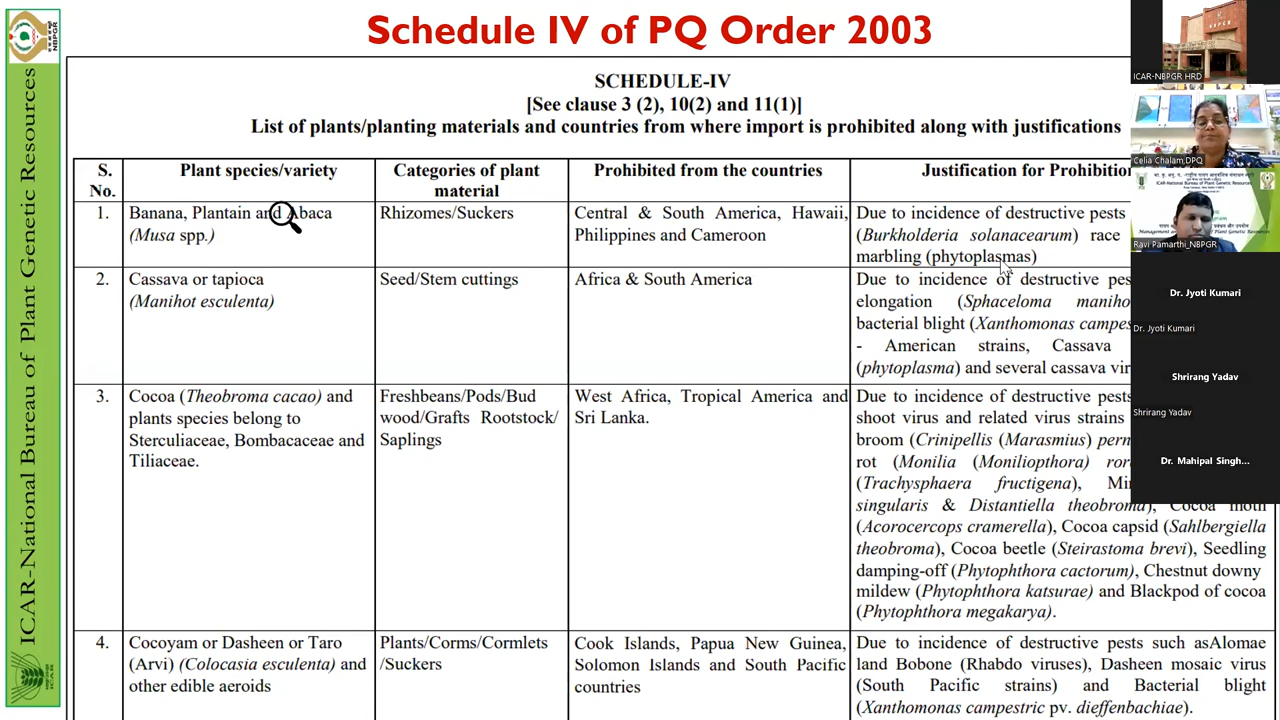 Schedule IV of PQ Order 2003
NBPGR
ICAR
ICAR-National Bureau of Plant Genetic Resources
SCHEDULE-IV
[See clause 3 (2), 10(2) and 11(1)]
List of plants/planting materials and countries from where import is prohibited along with justifications
S. No.
Plant species/variety
Categories of plant material
Prohibited from the countries
Justification for Prohibition
1.
Banana, Plantain and Abaca
(Musa spp.)
Rhizomes/Suckers
Central & South America, Hawaii,
Philippines and Cameroon
Due to incidence of destructive pests
(Burkholderie solanacearum) race
marbling (phytoplasmas)
2.
Cassava or tapioca
(Manihot esculenta)
Seed/Stem cuttings
Africa & South America
Due to incidence of destructive
elongation (Sphaceloma
bacterial blight (Xanthomonas
- American strains, Cassava
(phytoplasma) and several cassava
3.
Cocoa (Theobroma cacao) and
plants species belong to
Sterculiaceae, Bombacaceae and
Tiliaceae.
Freshbeans/Pods/Bud
wood/Grafts Rootstock/
Saplings
West Africa, Tropical America and
Sri Lanka.
Due to incidence of destructive pests
shoot virus and related virus strains
broom (Crinipellis (Marasmius)
rot (Monilia (Moniliopthora)
(Trachysphaera fructigena),
singularis & Distantiella theobroma), Cocoa moth
(Acorocercops cramerella), Cocoa capsid (Sahlbergiella
theobroma), Cocoa beetle (Steirastoma brevi), Seedling
damping-off (Phytophthora cactorum), Chestnut downy
mildew (Phytophthora katsurae) and Blackpod of cocoa
(Phytophthora megakarya).
4.
Cocoyam or Dasheen or Taro
(Arvi) (Colocasia esculenta) and
other edible aeroids
Plants/Corms/Cormlets
/Suckers
Cook Islands, Papua New Guinea,
Solomon Islands and South Pacific
countries
Due to incidence of destructive pests such asAlomae
land Bobone (Rhabdo viruses), Dasheen mosaic virus
(South Pacific strains) and Bacterial blight
(Xanthomonas campestric pv. dieffenbachiae).
ICAR-NBPGR HRD
Celia Chalam,DPQ
ICAR-National Bureau of Plant Genetic Resources
Ravi Pamarthi_NBPGR
Dr. Jyoti Kumari
Dr. Jyoti Kumari
Shrirang Yadav
Shrirang Yadav
Dr. Mahipal Singh...